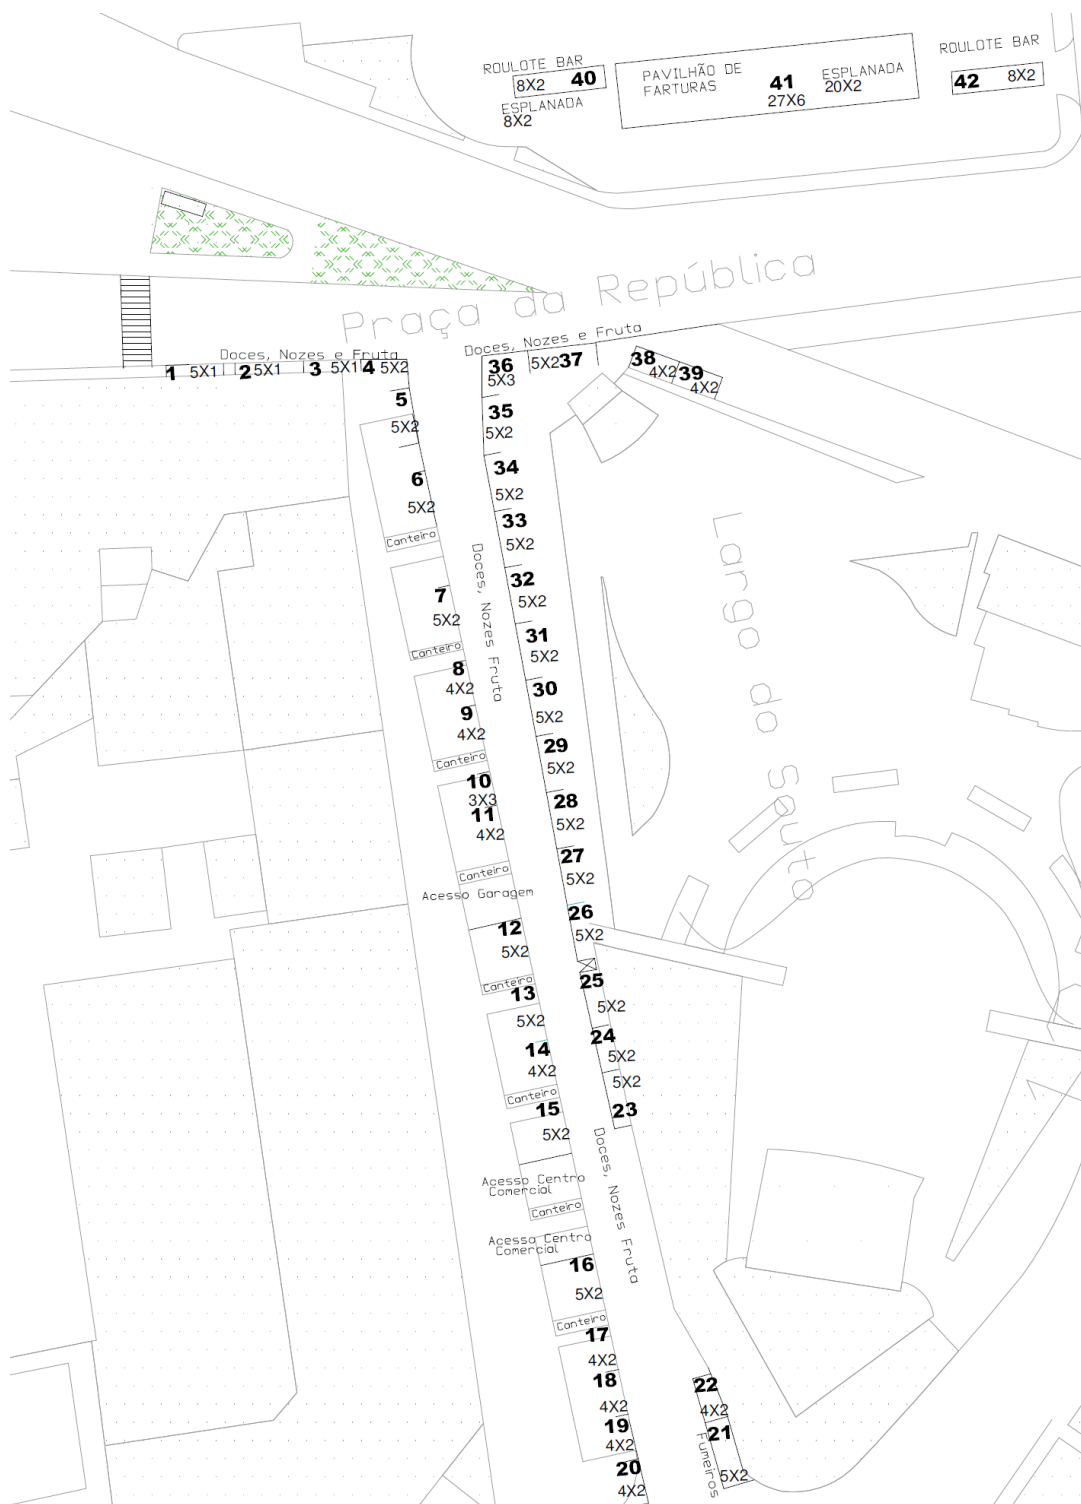 ROULOTE BAR
8X2 40
ESPLANADA
8X2
PAVILHÃO DE
FARTURAS
41
27X6
ESPLANADA
20X2
ROULOTE BAR
42 8X2
Praça da República
Doces, Nozes e Fruta
1 5X1 2 5X1 3 5X1 4 5X2
Doces, Nozes e Fruta
36 5X2 37
5X3
38
4X2 39
4X2
5
5X2
6
5X2
Canteiro
7
5X2
Canteiro
8
4X2
9
4X2
Canteiro
10
3X3
11
4X2
Canteiro
Acesso Garagem
12
5X2
Canteiro
13
5X2
14
4X2
Canteiro
15
5X2
Acesso Centro
Comercial
Canteiro
Acesso Centro
Comercial
16
5X2
Canteiro
17
4X2
18
4X2
19
4X2
20
4X2
Doces, Nozes Fruta
35
5X2
34
5X2
33
5X2
32
5X2
31
5X2
30
5X2
29
5X2
28
5X2
27
5X2
26
5X2
25
5X2
24
5X2
5X2
23
Doces, Nozes Fruta
22
4X2
21
5X2
Fumeiros
Largo do Souto